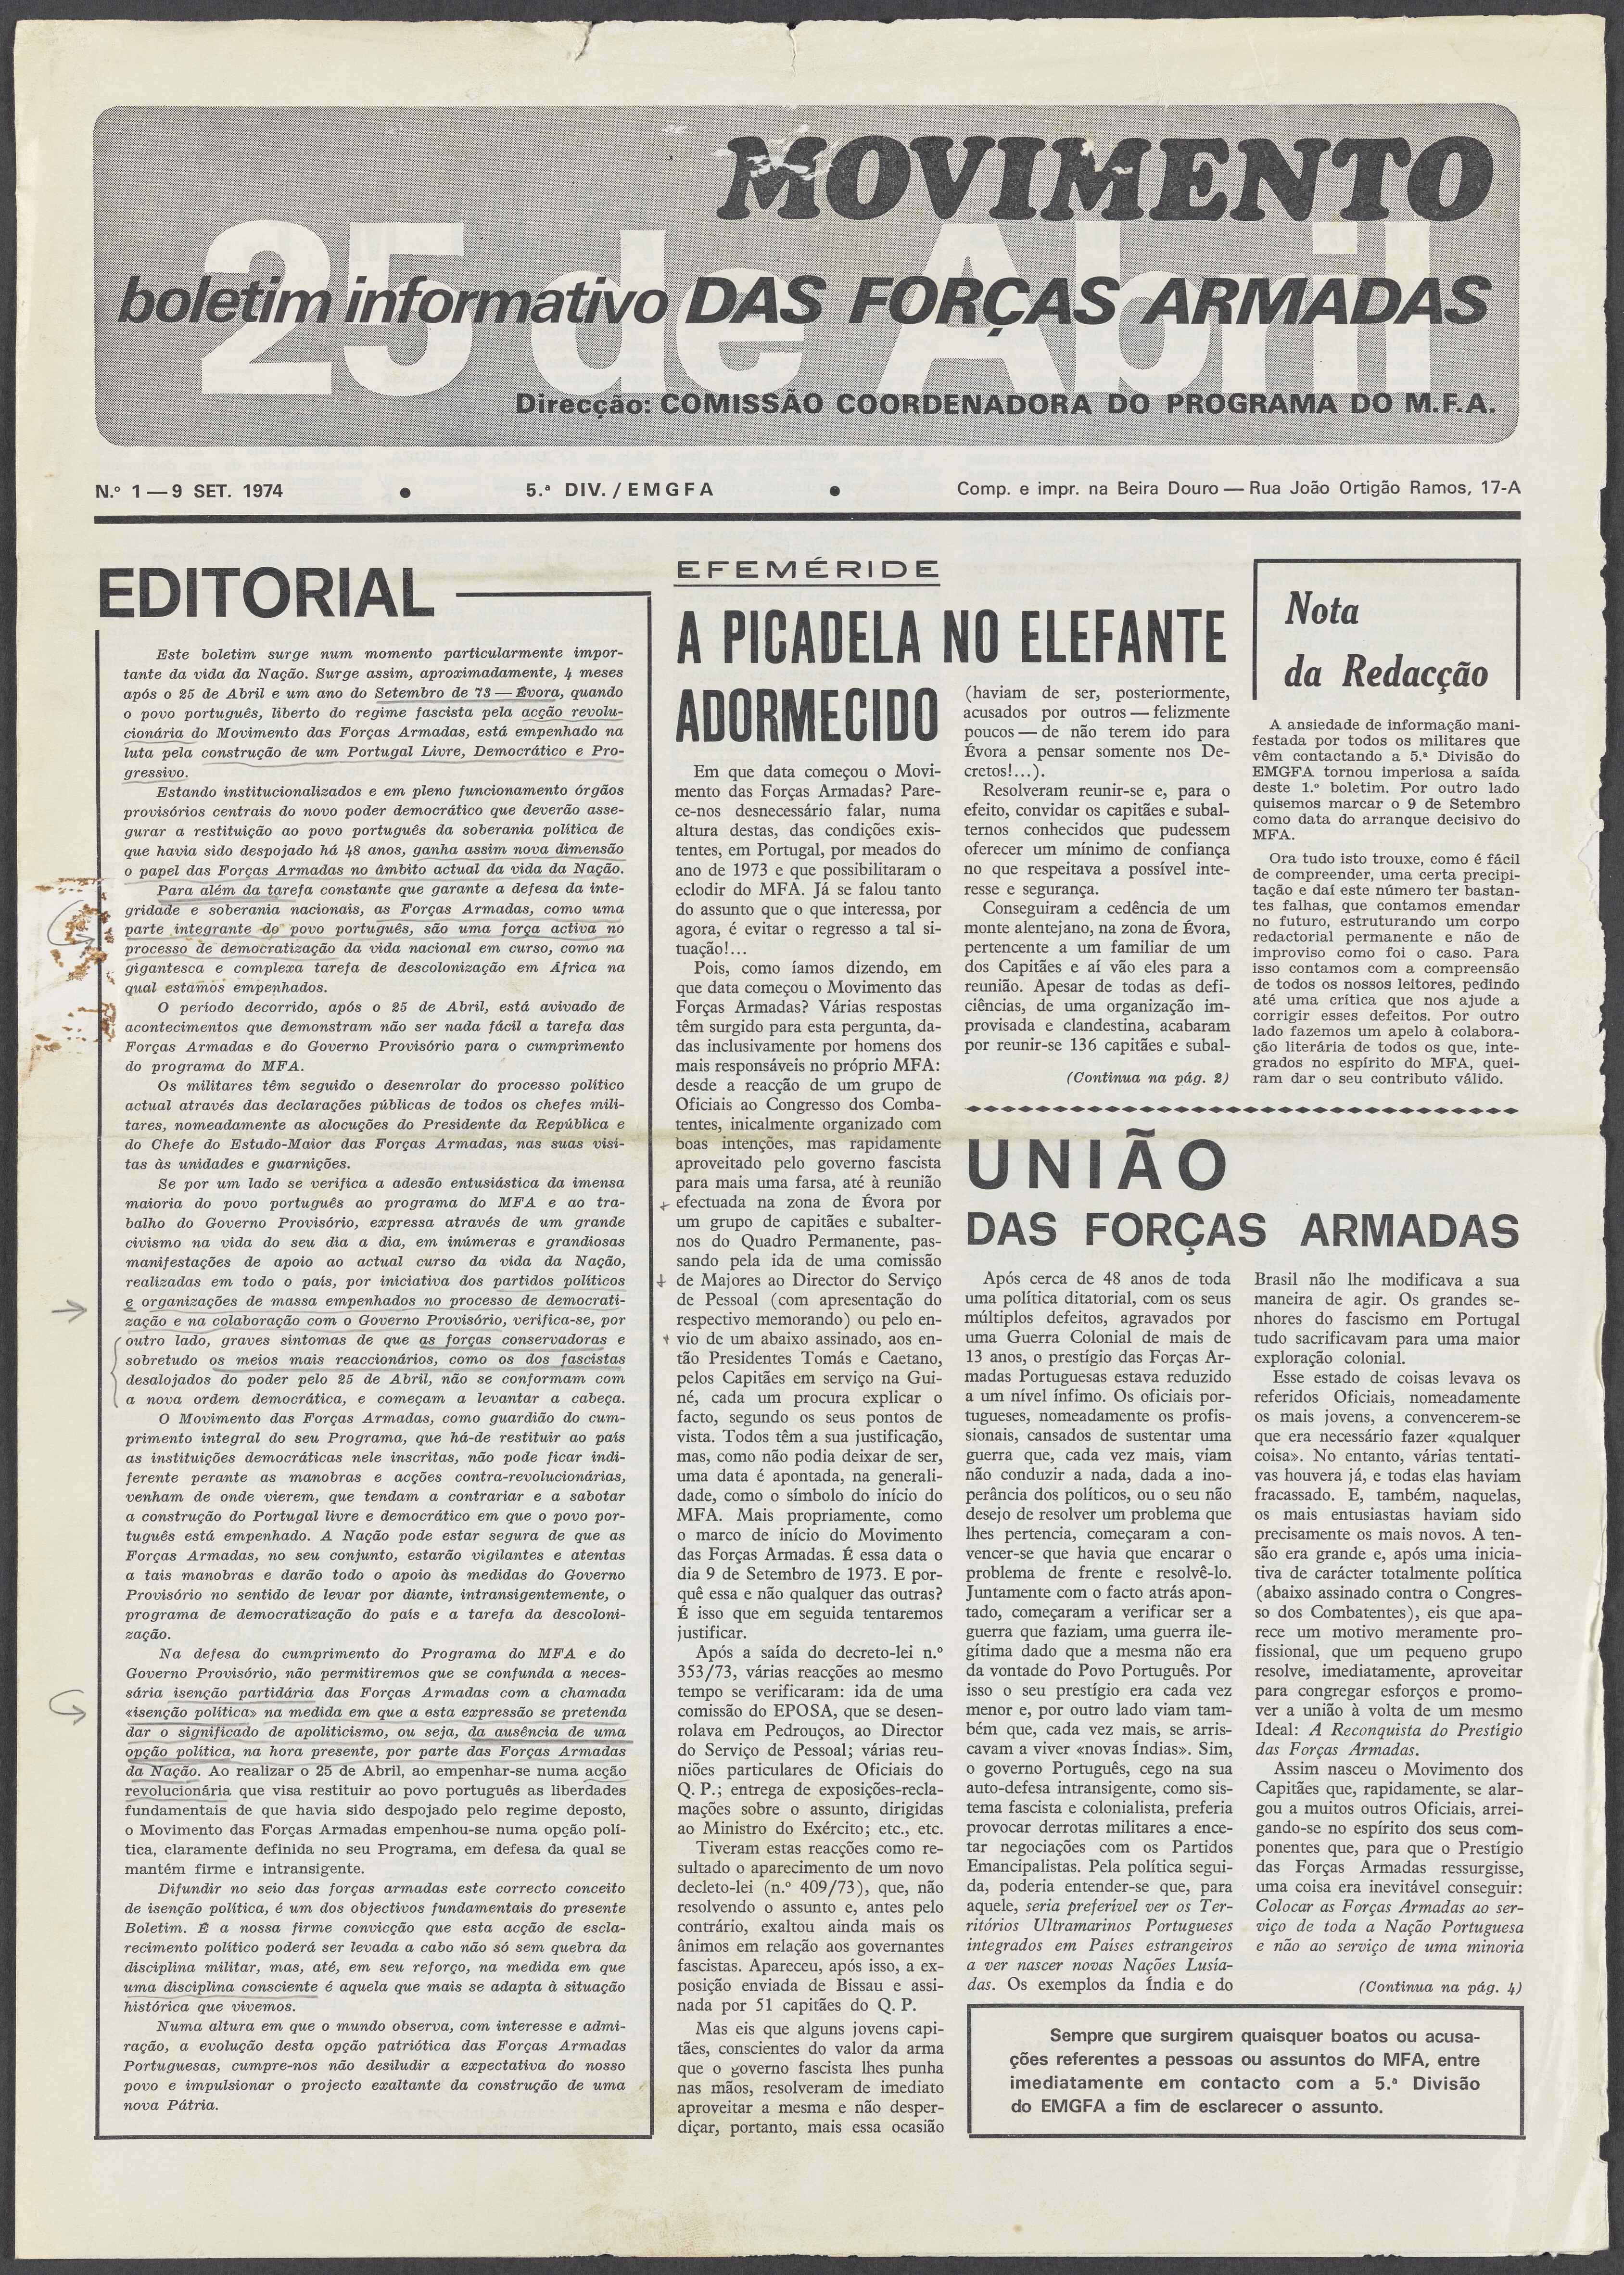 MOVIMENTO
25 de Abril
boletim informativo DAS FORÇAS ARMADAS
Direcção: COMISSÃO COORDENADORA DO PROGRAMA DO M.F.A.
N.º 1 — 9 SET. 1974 • 5.ª DIV. / EMGFA • Comp. e impr. na Beira Douro — Rua João Ortigão Ramos, 17-A
EDITORIAL
Este boletim surge num momento particularmente impor-
tante da vida da Nação. Surge assim, aproximadamente, 4 meses
após o 25 de Abril e um ano do Setembro de 73 — Évora, quando
o povo português, liberto do regime fascista pela acção revolu-
cionária do Movimento das Forças Armadas, está empenhado na
luta pela construção de um Portugal Livre, Democrático e Pro-
gressivo.
Estando institucionalizados e em pleno funcionamento órgãos
provisórios centrais do novo poder democrático que deverão asse-
gurar a restituição ao povo português da soberania política de
que havia sido despojado há 48 anos, ganha assim nova dimensão
o papel das Forças Armadas no âmbito actual da vida da Nação.
Para além da tarefa constante que garante a defesa da inte-
gridade e soberania nacionais, as Forças Armadas, como uma
parte integrante do povo português, são uma força activa no
processo de democratização da vida nacional em curso, como na
gigantesca e complexa tarefa de descolonização em África na
qual estamos empenhados.
O período decorrido, após o 25 de Abril, está avivado de
acontecimentos que demonstram não ser nada fácil a tarefa das
Forças Armadas e do Governo Provisório para o cumprimento
do programa do MFA.
Os militares têm seguido o desenrolar do processo político
actual através das declarações públicas de todos os chefes mili-
tares, nomeadamente as alocuções do Presidente da República e
do Chefe do Estado-Maior das Forças Armadas, nas suas visi-
tas às unidades e guarnições.
Se por um lado se verifica a adesão entusiástica da imensa
maioria do povo português ao programa do MFA e ao tra-
balho do Governo Provisório, expressa através de um grande
civismo na vida do seu dia a dia, em inúmeras e grandiosas
manifestações de apoio ao actual curso da vida da Nação,
realizadas em todo o país, por iniciativa dos partidos políticos
e organizações de massa empenhados no processo de democrati-
zação e na colaboração com o Governo Provisório, verifica-se, por
outro lado, graves sintomas de que as forças conservadoras e
sobretudo os meios mais reaccionários, como os dos fascistas
desalojados do poder pelo 25 de Abril, não se conformam com
a nova ordem democrática, e começam a levantar a cabeça.
O Movimento das Forças Armadas, como guardião do cum-
primento integral do seu Programa, que há-de restituir ao país
as instituições democráticas nele inscritas, não pode ficar indi-
ferente perante as manobras e acções contra-revolucionárias,
venham de onde vierem, que tendam a contrariar e a sabotar
a construção do Portugal livre e democrático em que o povo por-
tuguês está empenhado. A Nação pode estar segura de que as
Forças Armadas, no seu conjunto, estarão vigilantes e atentas
a tais manobras e darão todo o apoio às medidas do Governo
Provisório no sentido de levar por diante, intransigentemente, o
programa de democratização do país e a tarefa da descoloni-
zação.
Na defesa do cumprimento do Programa do MFA e do
Governo Provisório, não permitiremos que se confunda a neces-
sária isenção partidária das Forças Armadas com a chamada
«isenção política» na medida em que a esta expressão se pretenda
dar o significado de apoliticismo, ou seja, da ausência de uma
opção política, na hora presente, por parte das Forças Armadas
da Nação. Ao realizar o 25 de Abril, ao empenhar-se numa acção
revolucionária que visa restituir ao povo português as liberdades
fundamentais de que havia sido despojado pelo regime deposto,
o Movimento das Forças Armadas empenhou-se numa opção polí-
tica, claramente definida no seu Programa, em defesa da qual se
mantém firme e intransigente.
Difundir no seio das forças armadas este correcto conceito
de isenção política, é um dos objectivos fundamentais do presente
Boletim. É a nossa firme convicção que esta acção de escla-
recimento político poderá ser levada a cabo não só sem quebra da
disciplina militar, mas, até, em seu reforço, na medida em que
uma disciplina consciente é aquela que mais se adapta à situação
histórica que vivemos.
Numa altura em que o mundo observa, com interesse e admi-
ração, a evolução desta opção patriótica das Forças Armadas
Portuguesas, cumpre-nos não desiludir a expectativa do nosso
povo e impulsionar o projecto exaltante da construção de uma
nova Pátria.
EFEMÉRIDE
A PICADELA NO ELEFANTE
ADORMECIDO
Em que data começou o Movi-
mento das Forças Armadas? Pare-
ce-nos desnecessário falar, numa
altura destas, das condições exis-
tentes, em Portugal, por meados do
ano de 1973 e que possibilitaram o
eclodir do MFA. Já se falou tanto
do assunto que o que interessa, por
agora, é evitar o regresso a tal si-
tuação!...
Pois, como íamos dizendo, em
que data começou o Movimento das
Forças Armadas? Várias respostas
têm surgido para esta pergunta, da-
das inclusivamente por homens dos
mais responsáveis no próprio MFA:
desde a reacção de um grupo de
Oficiais ao Congresso dos Comba-
tentes, inicalmente organizado com
boas intenções, mas rapidamente
aproveitado pelo governo fascista
para mais uma farsa, até à reunião
efectuada na zona de Évora por
um grupo de capitães e subalter-
nos do Quadro Permanente, pas-
sando pela ida de uma comissão
de Majores ao Director do Serviço
de Pessoal (com apresentação do
respectivo memorando) ou pelo en-
vio de um abaixo assinado, aos en-
tão Presidentes Tomás e Caetano,
pelos Capitães em serviço na Gui-
né, cada um procura explicar o
facto, segundo os seus pontos de
vista. Todos têm a sua justificação,
mas, como não podia deixar de ser,
uma data é apontada, na generali-
dade, como o símbolo do início do
MFA. Mais propriamente, como
o marco de início do Movimento
das Forças Armadas. É essa data o
dia 9 de Setembro de 1973. E por-
quê essa e não qualquer das outras?
É isso que em seguida tentaremos
justificar.
Após a saída do decreto-lei n.º
353/73, várias reacções ao mesmo
tempo se verificaram: ida de uma
comissão do EPOSA, que se desen-
rolava em Pedrouços, ao Director
do Serviço de Pessoal; várias reu-
niões particulares de Oficiais do
Q. P.; entrega de exposições-recla-
mações sobre o assunto, dirigidas
ao Ministro do Exército; etc., etc.
Tiveram estas reacções como re-
sultado o aparecimento de um novo
decleto-lei (n.º 409/73), que, não
resolvendo o assunto e, antes pelo
contrário, exaltou ainda mais os
ânimos em relação aos governantes
fascistas. Apareceu, após isso, a ex-
posição enviada de Bissau e assi-
nada por 51 capitães do Q. P.
Mas eis que alguns jovens capi-
tães, conscientes do valor da arma
que o governo fascista lhes punha
nas mãos, resolveram de imediato
aproveitar a mesma e não desper-
diçar, portanto, mais essa ocasião
(haviam de ser, posteriormente,
acusados por outros — felizmente
poucos — de não terem ido para
Évora a pensar somente nos De-
cretos!...).
Resolveram reunir-se e, para o
efeito, convidar os capitães e subal-
ternos conhecidos que pudessem
oferecer um mínimo de confiança
no que respeitava a possível inte-
resse e segurança.
Conseguiram a cedência de um
monte alentejano, na zona de Évora,
pertencente a um familiar de um
dos Capitães e aí vão eles para a
reunião. Apesar de todas as defi-
ciências, de uma organização im-
provisada e clandestina, acabaram
por reunir-se 136 capitães e subal-
(Continua na pág. 2)
Nota
da Redacção
A ansiedade de informação mani-
festada por todos os militares que
vêm contactando a 5.ª Divisão do
EMGFA tornou imperiosa a saída
deste 1.º boletim. Por outro lado
quisemos marcar o 9 de Setembro
como data do arranque decisivo do
MFA.
Ora tudo isto trouxe, como é fácil
de compreender, uma certa precipi-
tação e daí este número ter bastan-
tes falhas, que contamos emendar
no futuro, estruturando um corpo
redactorial permanente e não de
improviso como foi o caso. Para
isso contamos com a compreensão
de todos os nossos leitores, pedindo
até uma crítica que nos ajude a
corrigir esses defeitos. Por outro
lado fazemos um apelo à colabora-
ção literária de todos os que, inte-
grados no espírito do MFA, quei-
ram dar o seu contributo válido.
UNIÃO
DAS FORÇAS ARMADAS
Após cerca de 48 anos de toda
uma política ditatorial, com os seus
múltiplos defeitos, agravados por
uma Guerra Colonial de mais de
13 anos, o prestígio das Forças Ar-
madas Portuguesas estava reduzido
a um nível ínfimo. Os oficiais por-
tugueses, nomeadamente os profis-
sionais, cansados de sustentar uma
guerra que, cada vez mais, viam
não conduzir a nada, dada a ino-
perância dos políticos, ou o seu não
desejo de resolver um problema que
lhes pertencia, começaram a con-
vencer-se que havia que encarar o
problema de frente e resolvê-lo.
Juntamente com o facto atrás apon-
tado, começaram a verificar ser a
guerra que faziam, uma guerra ile-
gítima dado que a mesma não era
da vontade do Povo Português. Por
isso o seu prestígio era cada vez
menor e, por outro lado viam tam-
bém que, cada vez mais, se arris-
cavam a viver «novas Índias». Sim,
o governo Português, cego na sua
auto-defesa intransigente, como sis-
tema fascista e colonialista, preferia
provocar derrotas militares a ence-
tar negociações com os Partidos
Emancipalistas. Pela política segui-
da, poderia entender-se que, para
aquele, seria preferível ver os Ter-
ritórios Ultramarinos Portugueses
integrados em Países estrangeiros
a ver nascer novas Nações Lusía-
das. Os exemplos da Índia e do
Brasil não lhe modificava a sua
maneira de agir. Os grandes se-
nhores do fascismo em Portugal
tudo sacrificavam para uma maior
exploração colonial.
Esse estado de coisas levava os
referidos Oficiais, nomeadamente
os mais jovens, a convencerem-se
que era necessário fazer «qualquer
coisa». No entanto, várias tentati-
vas houvera já, e todas elas haviam
fracassado. E, também, naquelas,
os mais entusiastas haviam sido
precisamente os mais novos. A ten-
são era grande e, após uma inicia-
tiva de carácter totalmente política
(abaixo assinado contra o Congres-
so dos Combatentes), eis que apa-
rece um motivo meramente pro-
fissional, que um pequeno grupo
resolve, imediatamente, aproveitar
para congregar esforços e promo-
ver a união à volta de um mesmo
Ideal: A Reconquista do Prestígio
das Forças Armadas.
Assim nasceu o Movimento dos
Capitães que, rapidamente, se alar-
gou a muitos outros Oficiais, arrei-
gando-se no espírito dos seus com-
ponentes que, para que o Prestígio
das Forças Armadas ressurgisse,
uma coisa era inevitável conseguir:
Colocar as Forças Armadas ao ser-
viço de toda a Nação Portuguesa
e não ao serviço de uma minoria
(Continua na pág. 4)
Sempre que surgirem quaisquer boatos ou acusa-
ções referentes a pessoas ou assuntos do MFA, entre
imediatamente em contacto com a 5.ª Divisão
do EMGFA a fim de esclarecer o assunto.